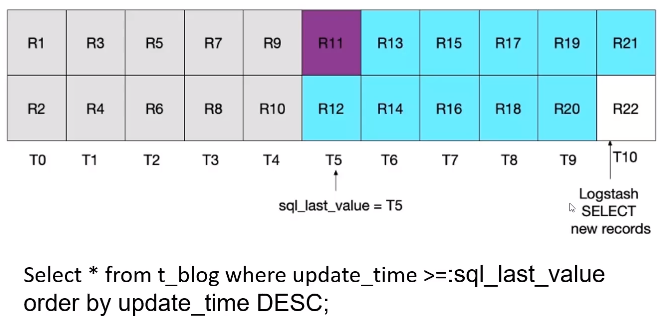 R1 R3 R5 R7 R9 R11 R13 R15 R17 R19 R21
R2 R4 R6 R8 R10 R12 R14 R16 R18 R20 R22
T0 T1 T2 T3 T4 T5 T6 T7 T8 T9 T10
sql_last_value = T5
Logstash
SELECT
new records
Select * from t_blog where update_time >=:sql_last_value
order by update_time DESC;